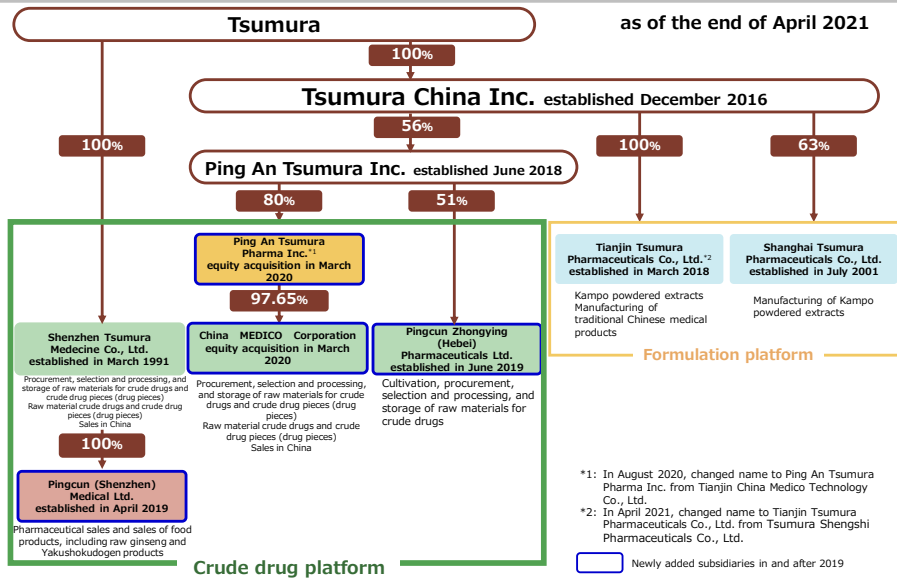 Tsumura
as of the end of April 2021
100%
Tsumura China Inc. established December 2016
56%
100%
100%
63%
Ping An Tsumura Inc. established June 2018
80%
51%
Ping An Tsumura
Pharma Inc.*1
equity acquisition in March
2020
97.65%
Tianjin Tsumura
Pharmaceuticals Co., Ltd.*2
established in March 2018
Shanghai Tsumura
Pharmaceuticals Co., Ltd.
established in July 2001
Kampo powdered extracts
Manufacturing of
traditional Chinese medical
products
Manufacturing of Kampo
powdered extracts
Formulation platform
Shenzhen Tsumura
Medecine Co., Ltd.
established in March 1991
China MEDICO Corporation
equity acquisition in March
2020
Pingcun Zhongying
(Hebei)
Pharmaceuticals Ltd.
established in June 2019
Procurement, selection and processing, and
storage of raw materials for crude drugs and
crude drug pieces (drug pieces)
Raw material crude drugs and crude drug
pieces (drug pieces)
Sales in China
Procurement, selection and processing,
and storage of raw materials for crude
drugs and crude drug pieces (drug
pieces)
Raw material crude drugs and crude
drug pieces (drug pieces)
Sales in China
Cultivation, procurement,
selection and processing, and
storage of raw materials for
crude drugs
100%
Pingcun (Shenzhen)
Medical Ltd.
established in April 2019
Pharmaceutical sales and sales of food
products, including raw ginseng and
Yakushokudogen products
Crude drug platform
*1: In August 2020, changed name to Ping An Tsumura
Pharma Inc. from Tianjin China Medico Technology
Co., Ltd.
*2: In April 2021, changed name to Tianjin Tsumura
Pharmaceuticals Co., Ltd. from Tsumura Shengshi
Pharmaceuticals Co., Ltd.
Newly added subsidiaries in and after 2019